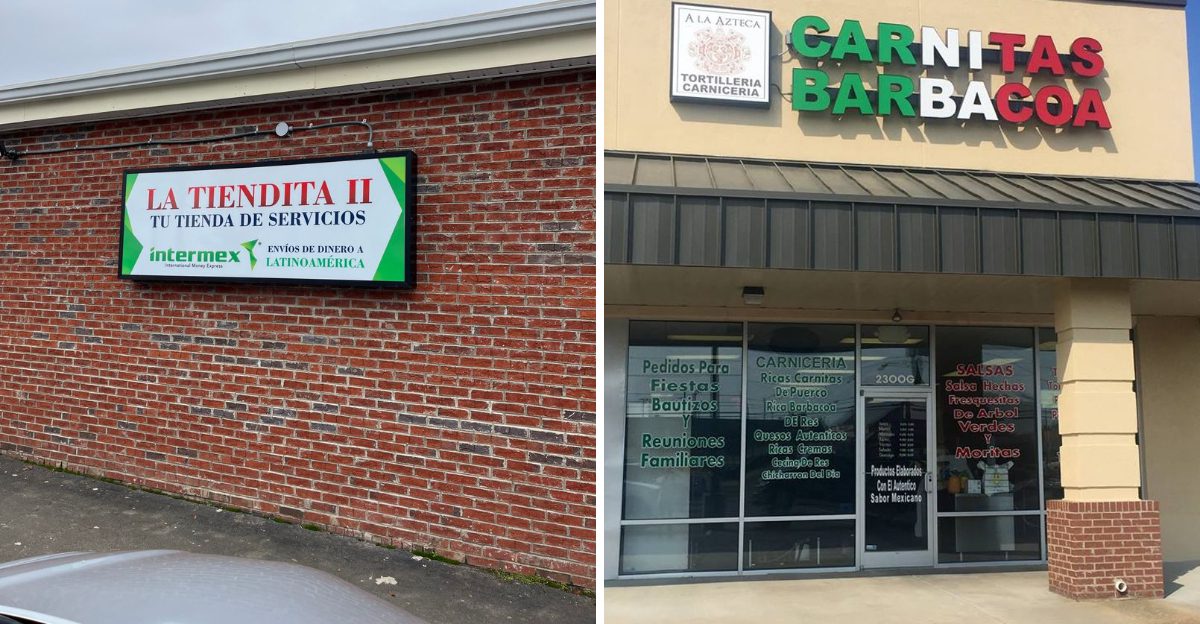 LA TIENDITA II
TU TIENDA DE SERVICIOS
intermex
International Money Express
ENVÍOS DE DINERO A
LATINOAMÉRICA
A LA AZTECA
TORTILLERIA
CARNICERIA
CARNITAS
BARBACOA
Pedidos Para
Fiestas
Bautizos
Y
Reuniones
Familiares
CARNICERIA
Ricas Carnitas
De Puerco
Rica Barbacoa
DE Res
Quesos Autenticos
Ricas Cremas
Cecina De Res
Chicharron Del Dia
2300G
Productos Elaborados
Con El Autentico
Sabor Mexicano
SALSAS
Salsa Hechas
Fresquesitas
De Arbol
Verdes
Y
Moritas